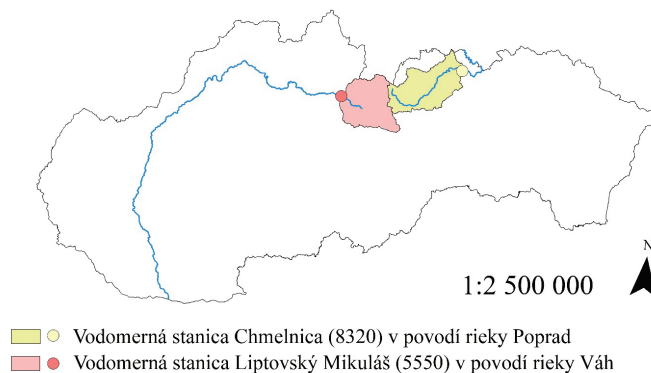 N
1:2 500 000
Vodomerná stanica Chmelnica (8320) v povodí rieky Poprad
Vodomerná stanica Liptovský Mikuláš (5550) v povodí rieky Váh